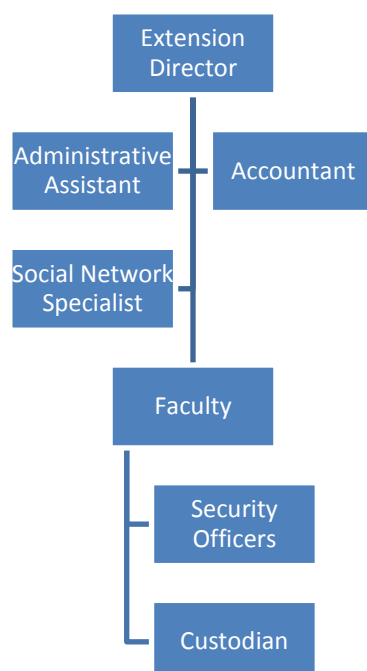 Extension
Director
Administrative
Assistant
Accountant
Social Network
Specialist
Faculty
Security
Officers
Custodian